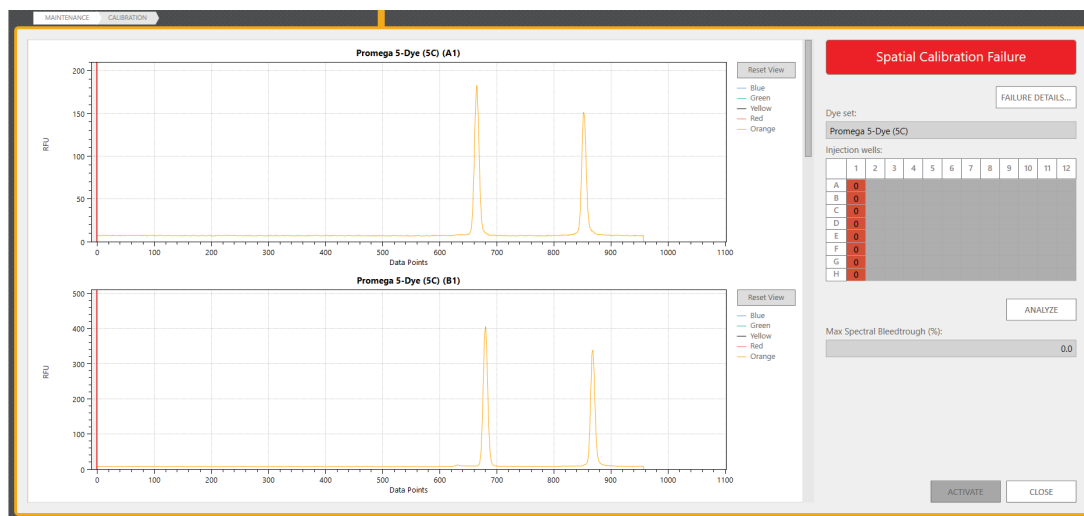 MAINTENANCE CALIBRATION
Promega 5-Dye (5C) (A1)
200
150
100
50
0
RFU
0 100 200 300 400 500 600 700 800 900 1000 1100
Data Points
Reset View
Blue
Green
Yellow
Red
Orange
Promega 5-Dye (5C) (B1)
500
400
300
200
100
0
RFU
0 100 200 300 400 500 600 700 800 900 1000 1100
Data Points
Reset View
Blue
Green
Yellow
Red
Orange
Spatial Calibration Failure
FAILURE DETAILS...
Dye set:
Promega 5-Dye (5C)
Injection wells:
1 2 3 4 5 6 7 8 9 10 11 12
A 0
B 0
C 0
D 0
E 0
F 0
G 0
H 0
ANALYZE
Max Spectral Bleedtrough (%):
0.0
ACTIVATE CLOSE